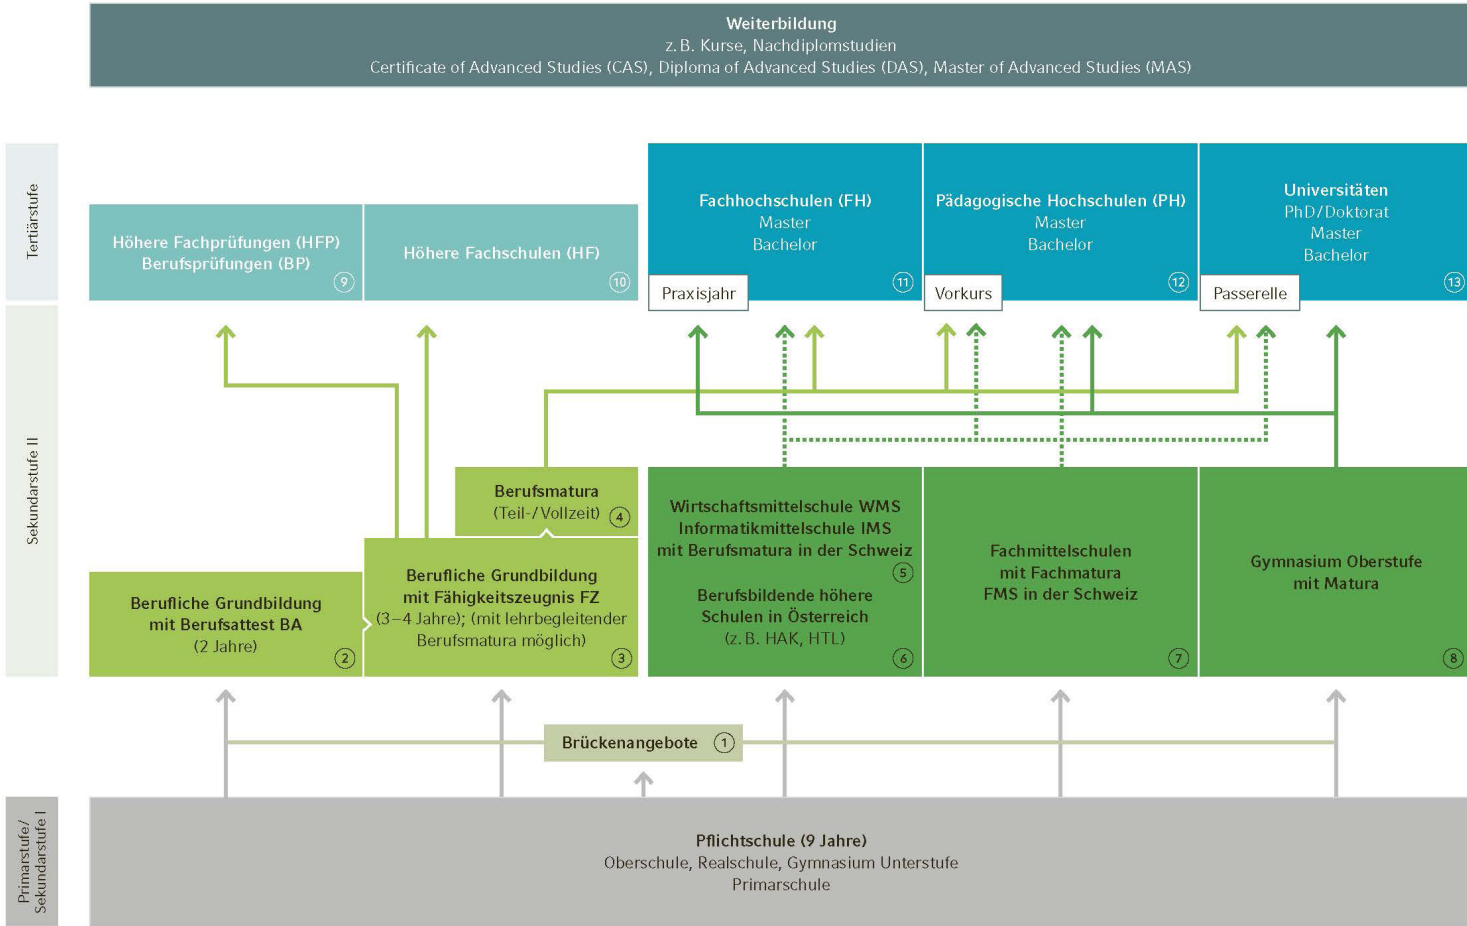 Weiterbildung
z. B. Kurse, Nachdiplomstudien
Certificate of Advanced Studies (CAS), Diploma of Advanced Studies (DAS), Master of Advanced Studies (MAS)
Tertiärstufe
Höhere Fachprüfungen (HFP)
Berufsprüfungen (BP)
9
Höhere Fachschulen (HF)
10
Fachhochschulen (FH)
Master
Bachelor
11
Praxisjahr
Pädagogische Hochschulen (PH)
Master
Bachelor
12
Vorkurs
Universitäten
PhD/Doktorat
Master
Bachelor
13
Passerelle
Sekundarstufe II
Berufliche Grundbildung
mit Berufsattest BA
(2 Jahre)
2
Berufsmatura
(Teil-/Vollzeit)
4
Berufliche Grundbildung
mit Fähigkeitszeugnis FZ
(3–4 Jahre); (mit lehrbegleitender
Berufsmatura möglich)
3
Wirtschaftsmittelschule WMS
Informatikmittelschule IMS
mit Berufsmatura in der Schweiz
5
Berufsbildende höhere
Schulen in Österreich
(z. B. HAK, HTL)
6
Fachmittelschulen
mit Fachmatura
FMS in der Schweiz
7
Gymnasium Oberstufe
mit Matura
8
Brückenangebote
1
Primarstufe/
Sekundarstufe I
Pflichtschule (9 Jahre)
Oberschule, Realschule, Gymnasium Unterstufe
Primarschule